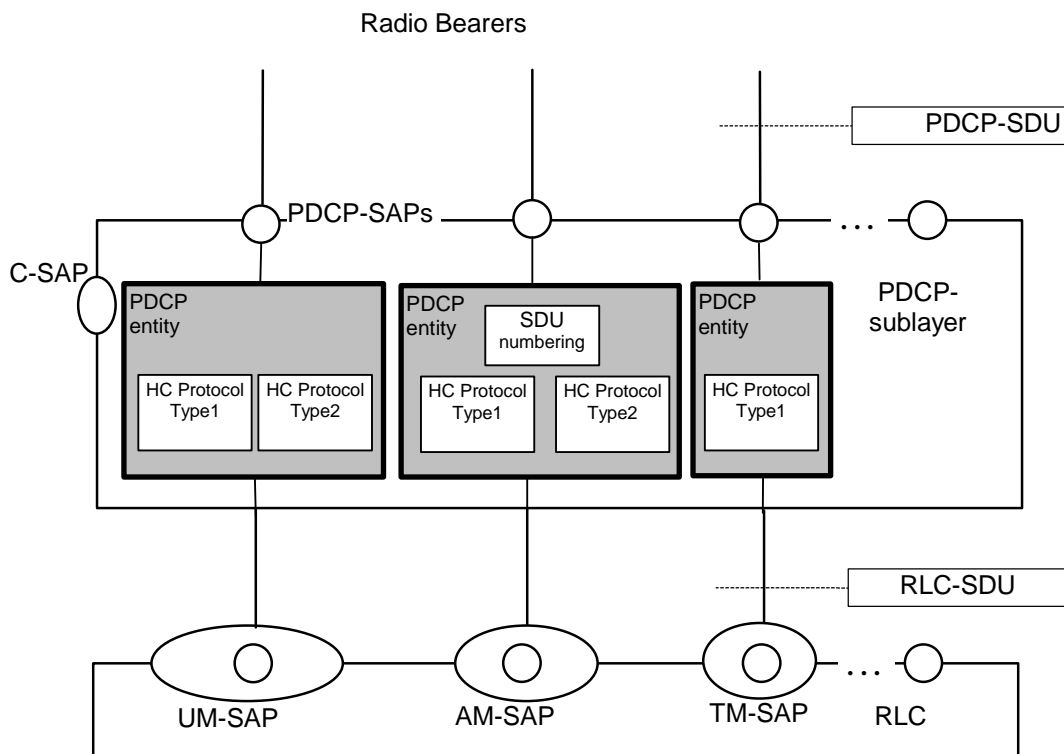 Radio Bearers
PDCP-SDU
PDCP-SAPs
...
C-SAP
PDCP
entity
HC Protocol
Type1
HC Protocol
Type2
PDCP
entity
SDU
numbering
HC Protocol
Type1
HC Protocol
Type2
PDCP
entity
HC Protocol
Type1
PDCP-
sublayer
RLC-SDU
...
UM-SAP
AM-SAP
TM-SAP
RLC